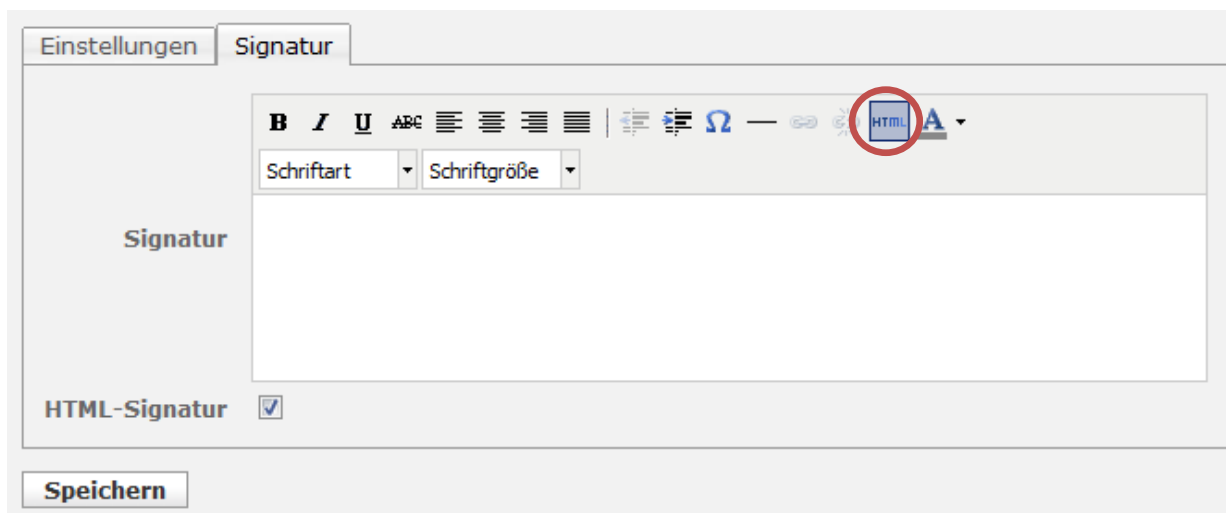 Einstellungen Signatur
B I U ABC Ω HTML A
Schriftart Schriftgröße
Signatur
HTML-Signatur
Speichern